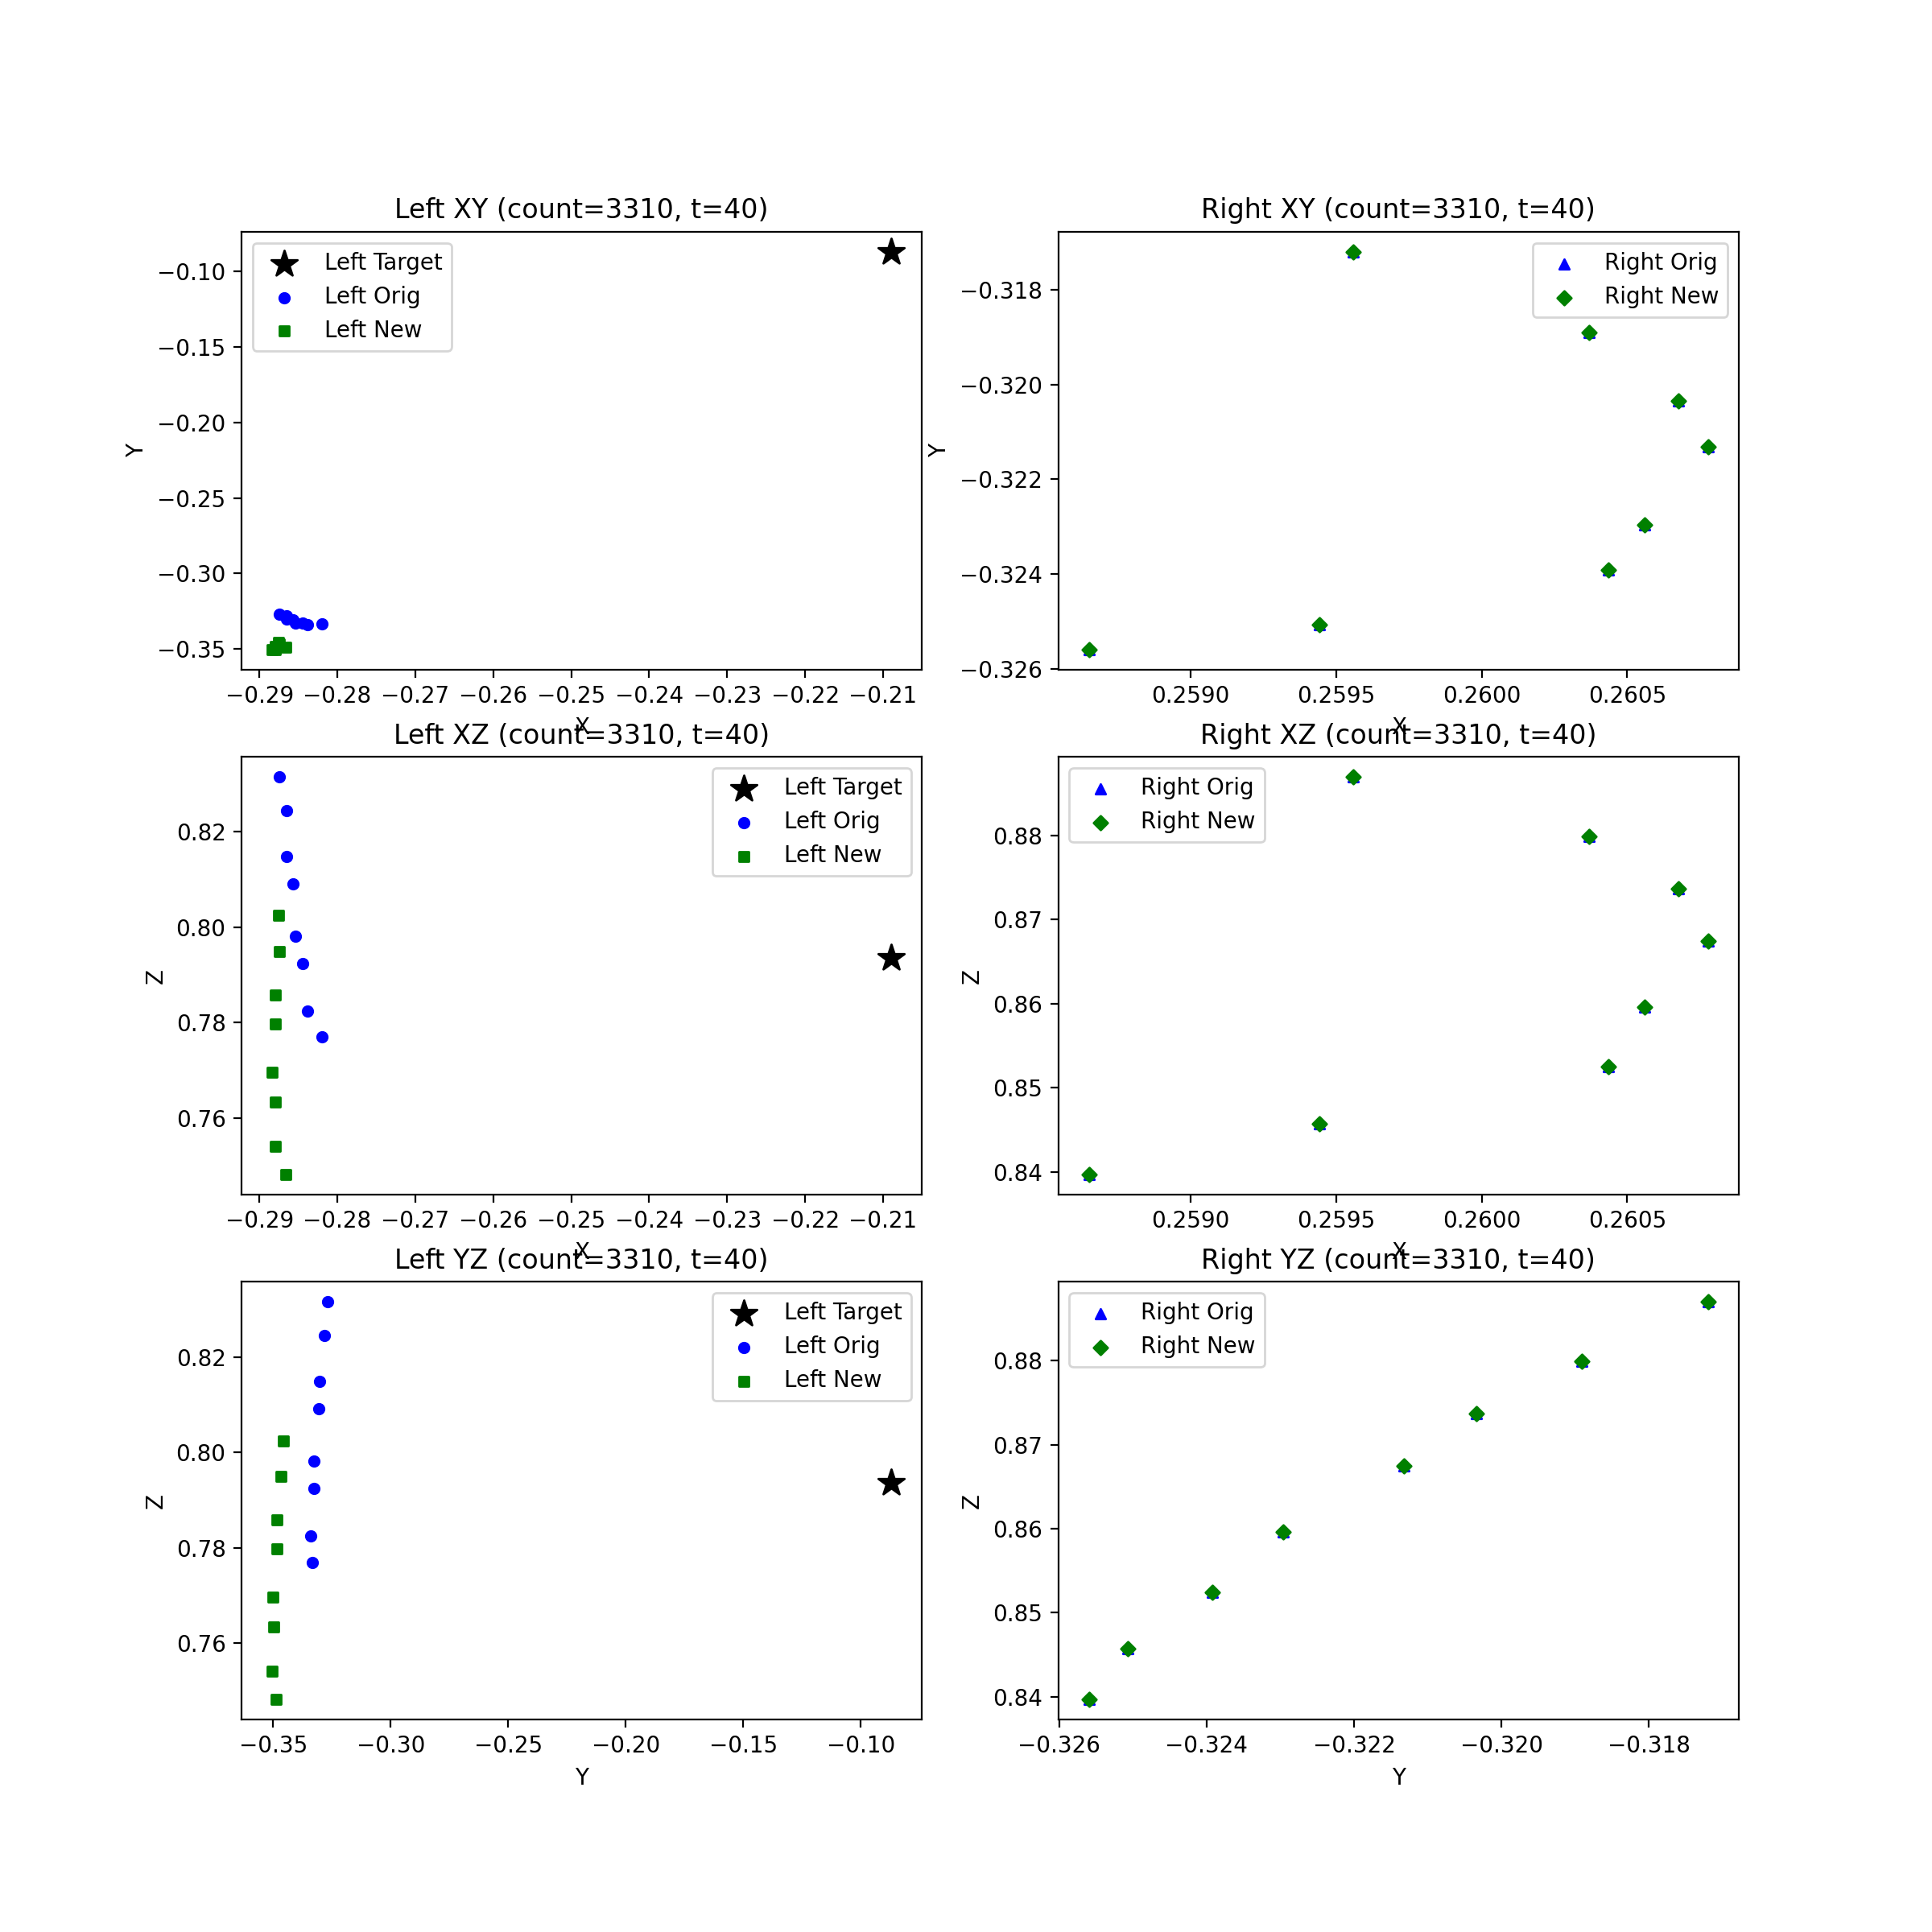 Left XY (count=3310, t=40)
Left Target
Left Orig
Left New
−0.10
−0.15
−0.20
−0.25
−0.30
−0.35
Y
−0.29 −0.28 −0.27 −0.26 −0.25 −0.24 −0.23 −0.22 −0.21
X
Right XY (count=3310, t=40)
Right Orig
Right New
−0.318
−0.320
−0.322
−0.324
−0.326
Y
0.2590 0.2595 0.2600 0.2605
X
Left XZ (count=3310, t=40)
Left Target
Left Orig
Left New
0.82
0.80
0.78
0.76
Z
−0.29 −0.28 −0.27 −0.26 −0.25 −0.24 −0.23 −0.22 −0.21
X
Right XZ (count=3310, t=40)
Right Orig
Right New
0.88
0.87
0.86
0.85
0.84
Z
0.2590 0.2595 0.2600 0.2605
X
Left YZ (count=3310, t=40)
Left Target
Left Orig
Left New
0.82
0.80
0.78
0.76
Z
−0.35 −0.30 −0.25 −0.20 −0.15 −0.10
Y
Right YZ (count=3310, t=40)
Right Orig
Right New
0.88
0.87
0.86
0.85
0.84
Z
−0.326 −0.324 −0.322 −0.320 −0.318
Y